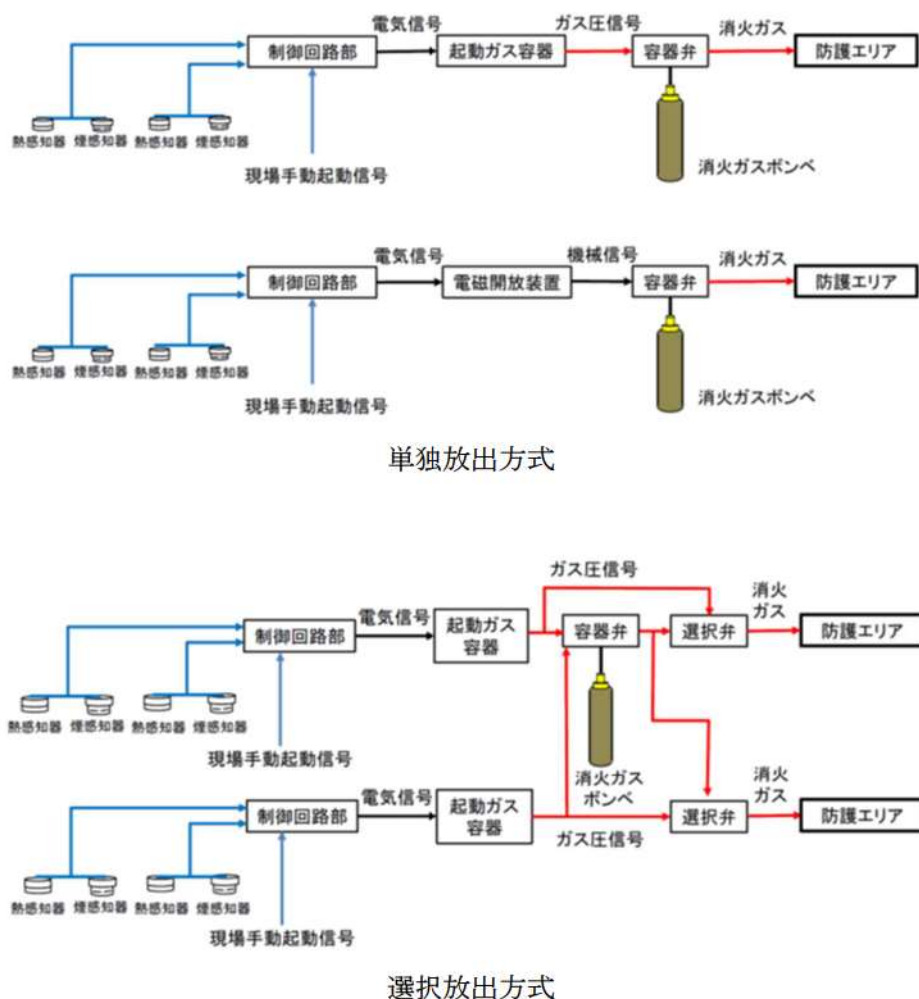 電気信号
ガス圧信号
消火ガス
制御回路部
起動ガス容器
容器弁
防護エリア
熱感知器
煙感知器
熱感知器
煙感知器
現場手動起動信号
消火ガスボンベ
電気信号
機械信号
消火ガス
制御回路部
電磁開放装置
容器弁
防護エリア
熱感知器
煙感知器
熱感知器
煙感知器
現場手動起動信号
消火ガスボンベ
単独放出方式
ガス圧信号
消火
ガス
電気信号
制御回路部
起動ガス
容器
容器弁
選択弁
防護エリア
熱感知器
煙感知器
熱感知器
煙感知器
現場手動起動信号
消火ガス
ボンベ
電気信号
消火
ガス
制御回路部
起動ガス
容器
ガス圧信号
選択弁
防護エリア
熱感知器
煙感知器
熱感知器
煙感知器
現場手動起動信号
選択放出方式